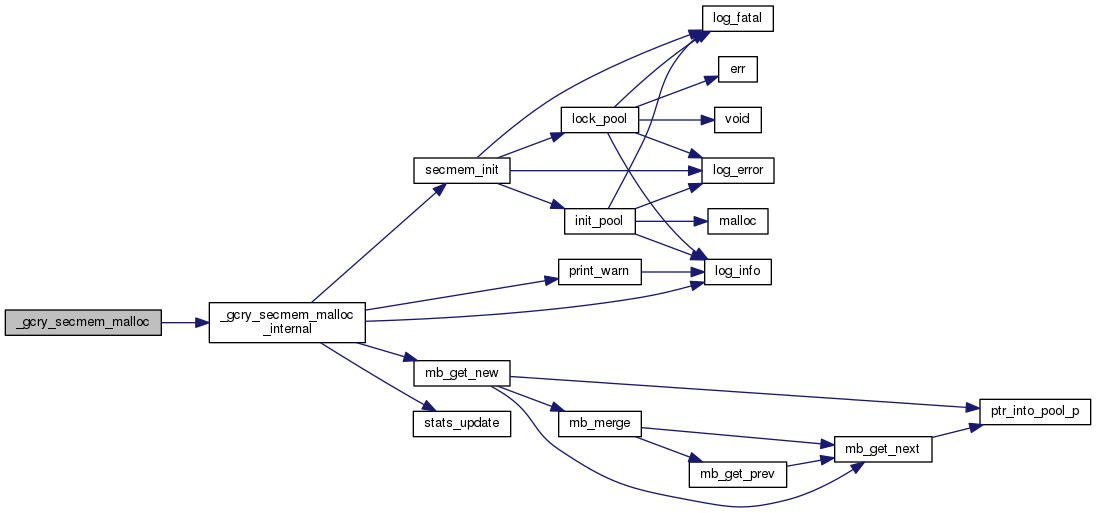 log_fatal
err
lock_pool
void
secmem_init
log_error
init_pool
malloc
print_warn
log_info
_gcry_secmem_malloc
_gcry_secmem_malloc
_internal
mb_get_new
ptr_into_pool_p
stats_update
mb_merge
mb_get_next
mb_get_prev